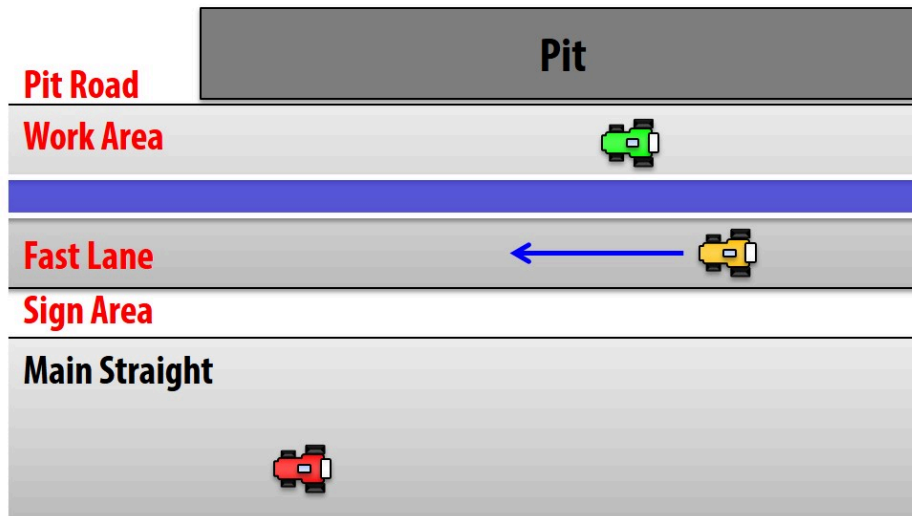 Pit
Pit Road
Work Area
Fast Lane
Sign Area
Main Straight